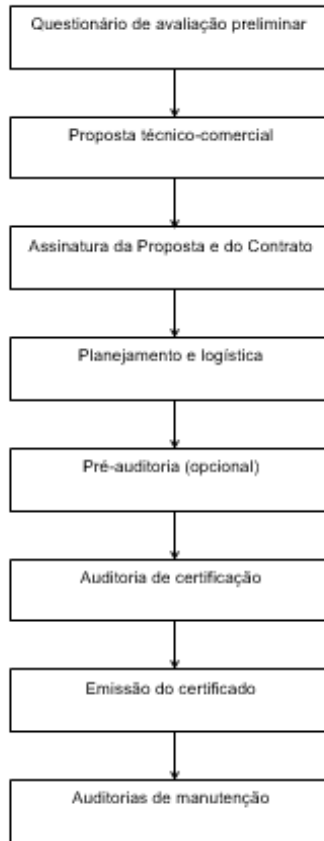 Questionário de avaliação preliminar
Proposta técnico-comercial
Assinatura da Proposta e do Contrato
Planejamento e logística
Pré-auditoria (opcional)
Auditoria de certificação
Emissão do certificado
Auditorias de manutenção